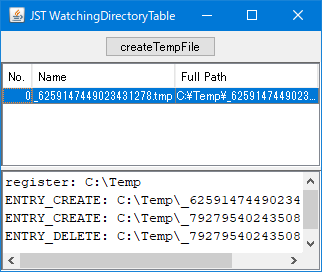 JST WatchingDirectoryTable
createTempFile
No. Name Full Path
0 _6259147449023431278.tmp C:¥Temp¥_6259147449023...
register: C:\Temp
ENTRY_CREATE: C:\Temp\_62591474490234
ENTRY_CREATE: C:\Temp\_79279540243508
ENTRY_DELETE: C:\Temp\_79279540243508